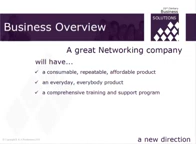 Business Overview
Business
SOLUTIONS
A great Networking company
will have...
✓ a consumable, repeatable, affordable product
✓ an everyday, everybody product
✓ a comprehensive training and support program
a new direction